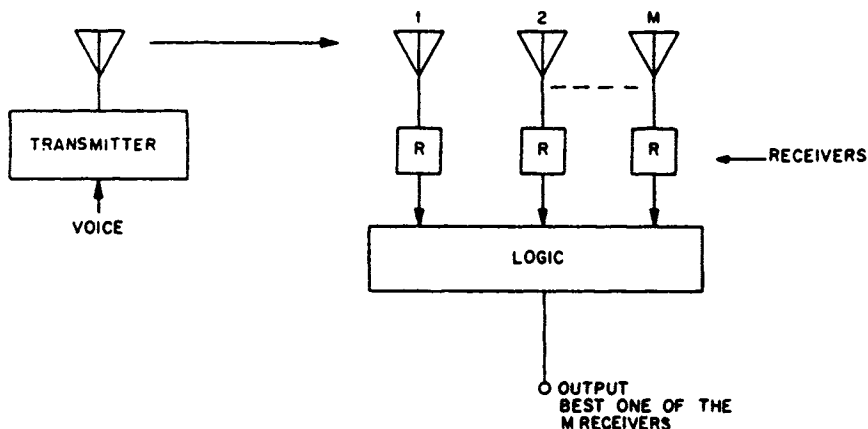 1 2 M
TRANSMITTER
R R R
RECEIVERS
VOICE
LOGIC
OUTPUT
BEST ONE OF THE
M RECEIVERS